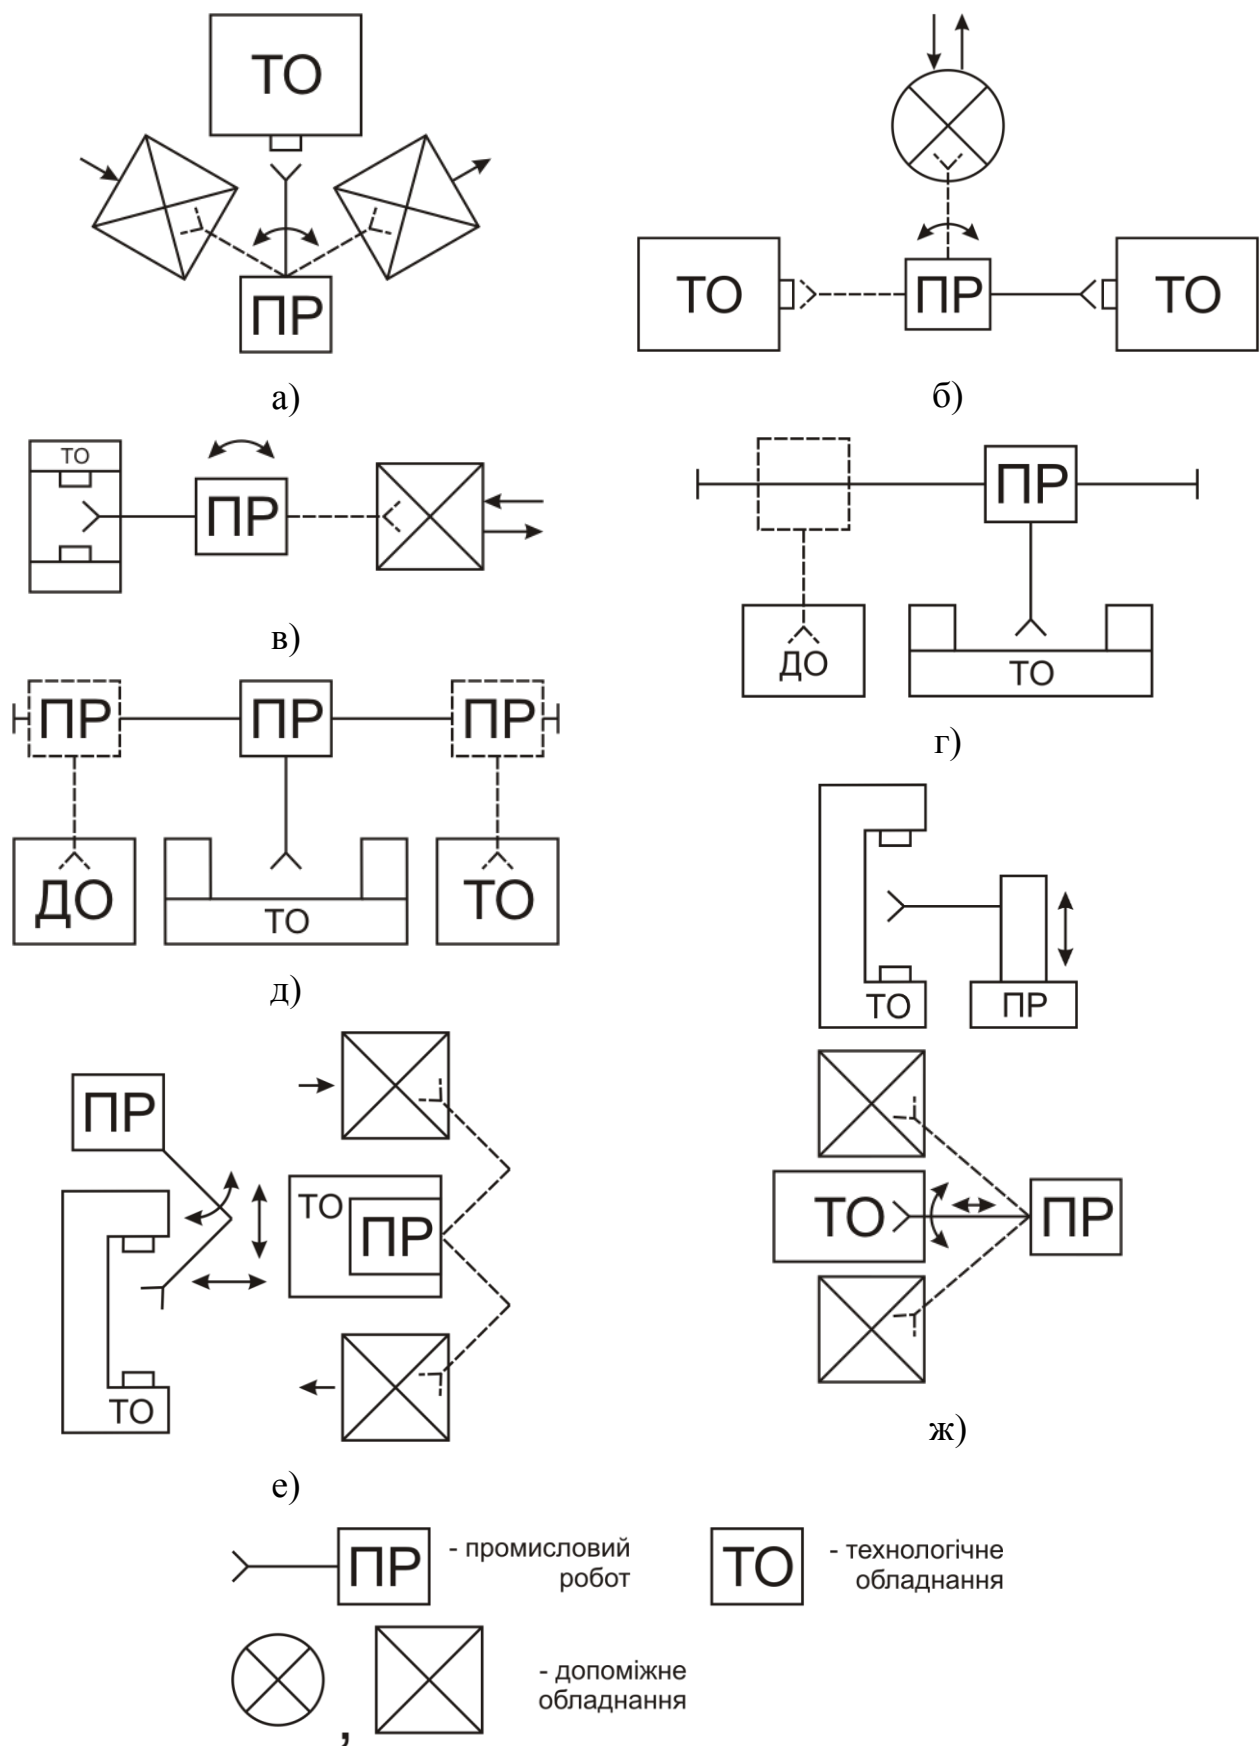 ТО
ПР
а)
ТО
ПР
ТО
б)
ТО
ПР
в)
ПР
ДО
ТО
г)
ПР
ПР
ПР
ДО
ТО
ТО
д)
ТО
ПР
ТО
ПР
ж)
ПР
ТО
ТО
ПР
е)
ПР
- промисловий
робот
ТО
- технологічне
обладнання
,
- допоміжне
обладнання